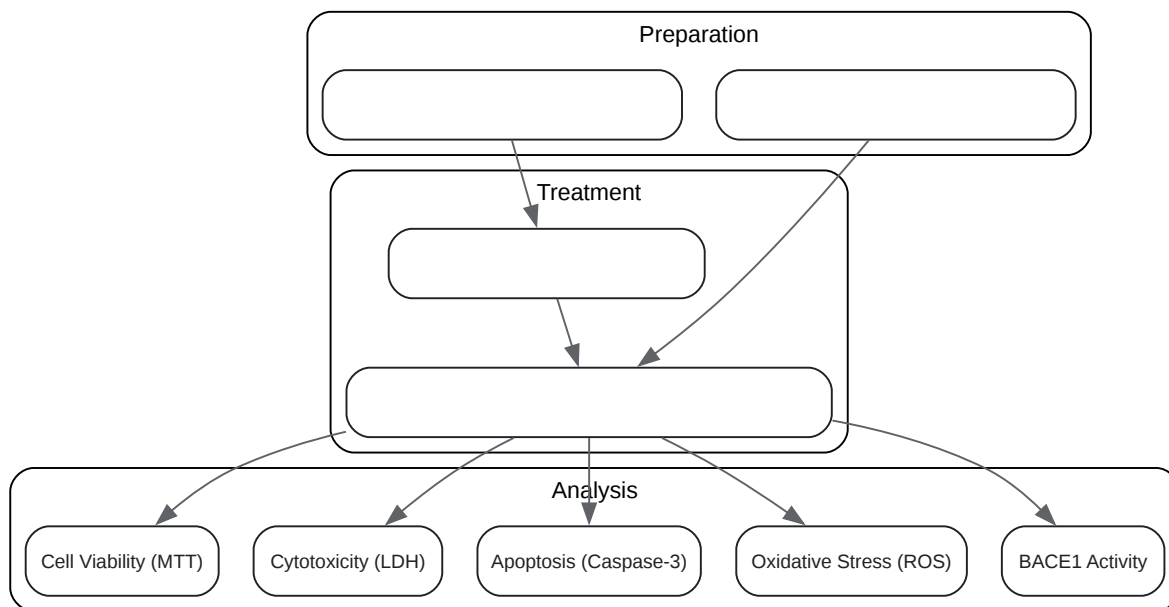 Preparation
Treatment
Analysis
Cell Viability (MTT)
Cytotoxicity (LDH)
Apoptosis (Caspase-3)
Oxidative Stress (ROS)
BACE1 Activity